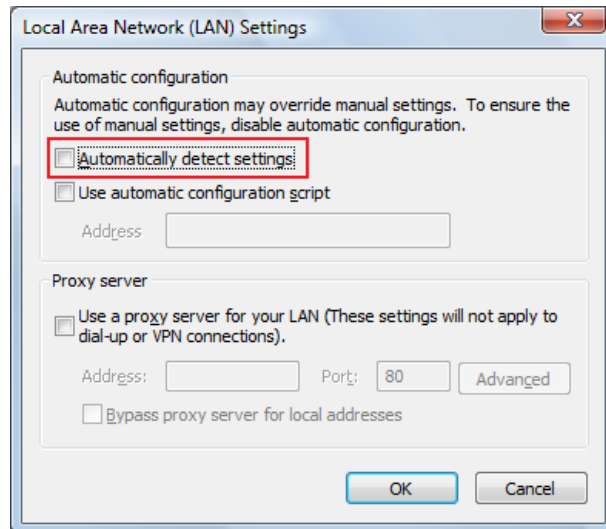 Local Area Network (LAN) Settings
Automatic configuration
Automatic configuration may override manual settings. To ensure the
use of manual settings, disable automatic configuration.
Automatically detect settings
Use automatic configuration script
Address
Proxy server
Use a proxy server for your LAN (These settings will not apply to
dial-up or VPN connections).
Address: Port: 80 Advanced
Bypass proxy server for local addresses
OK Cancel